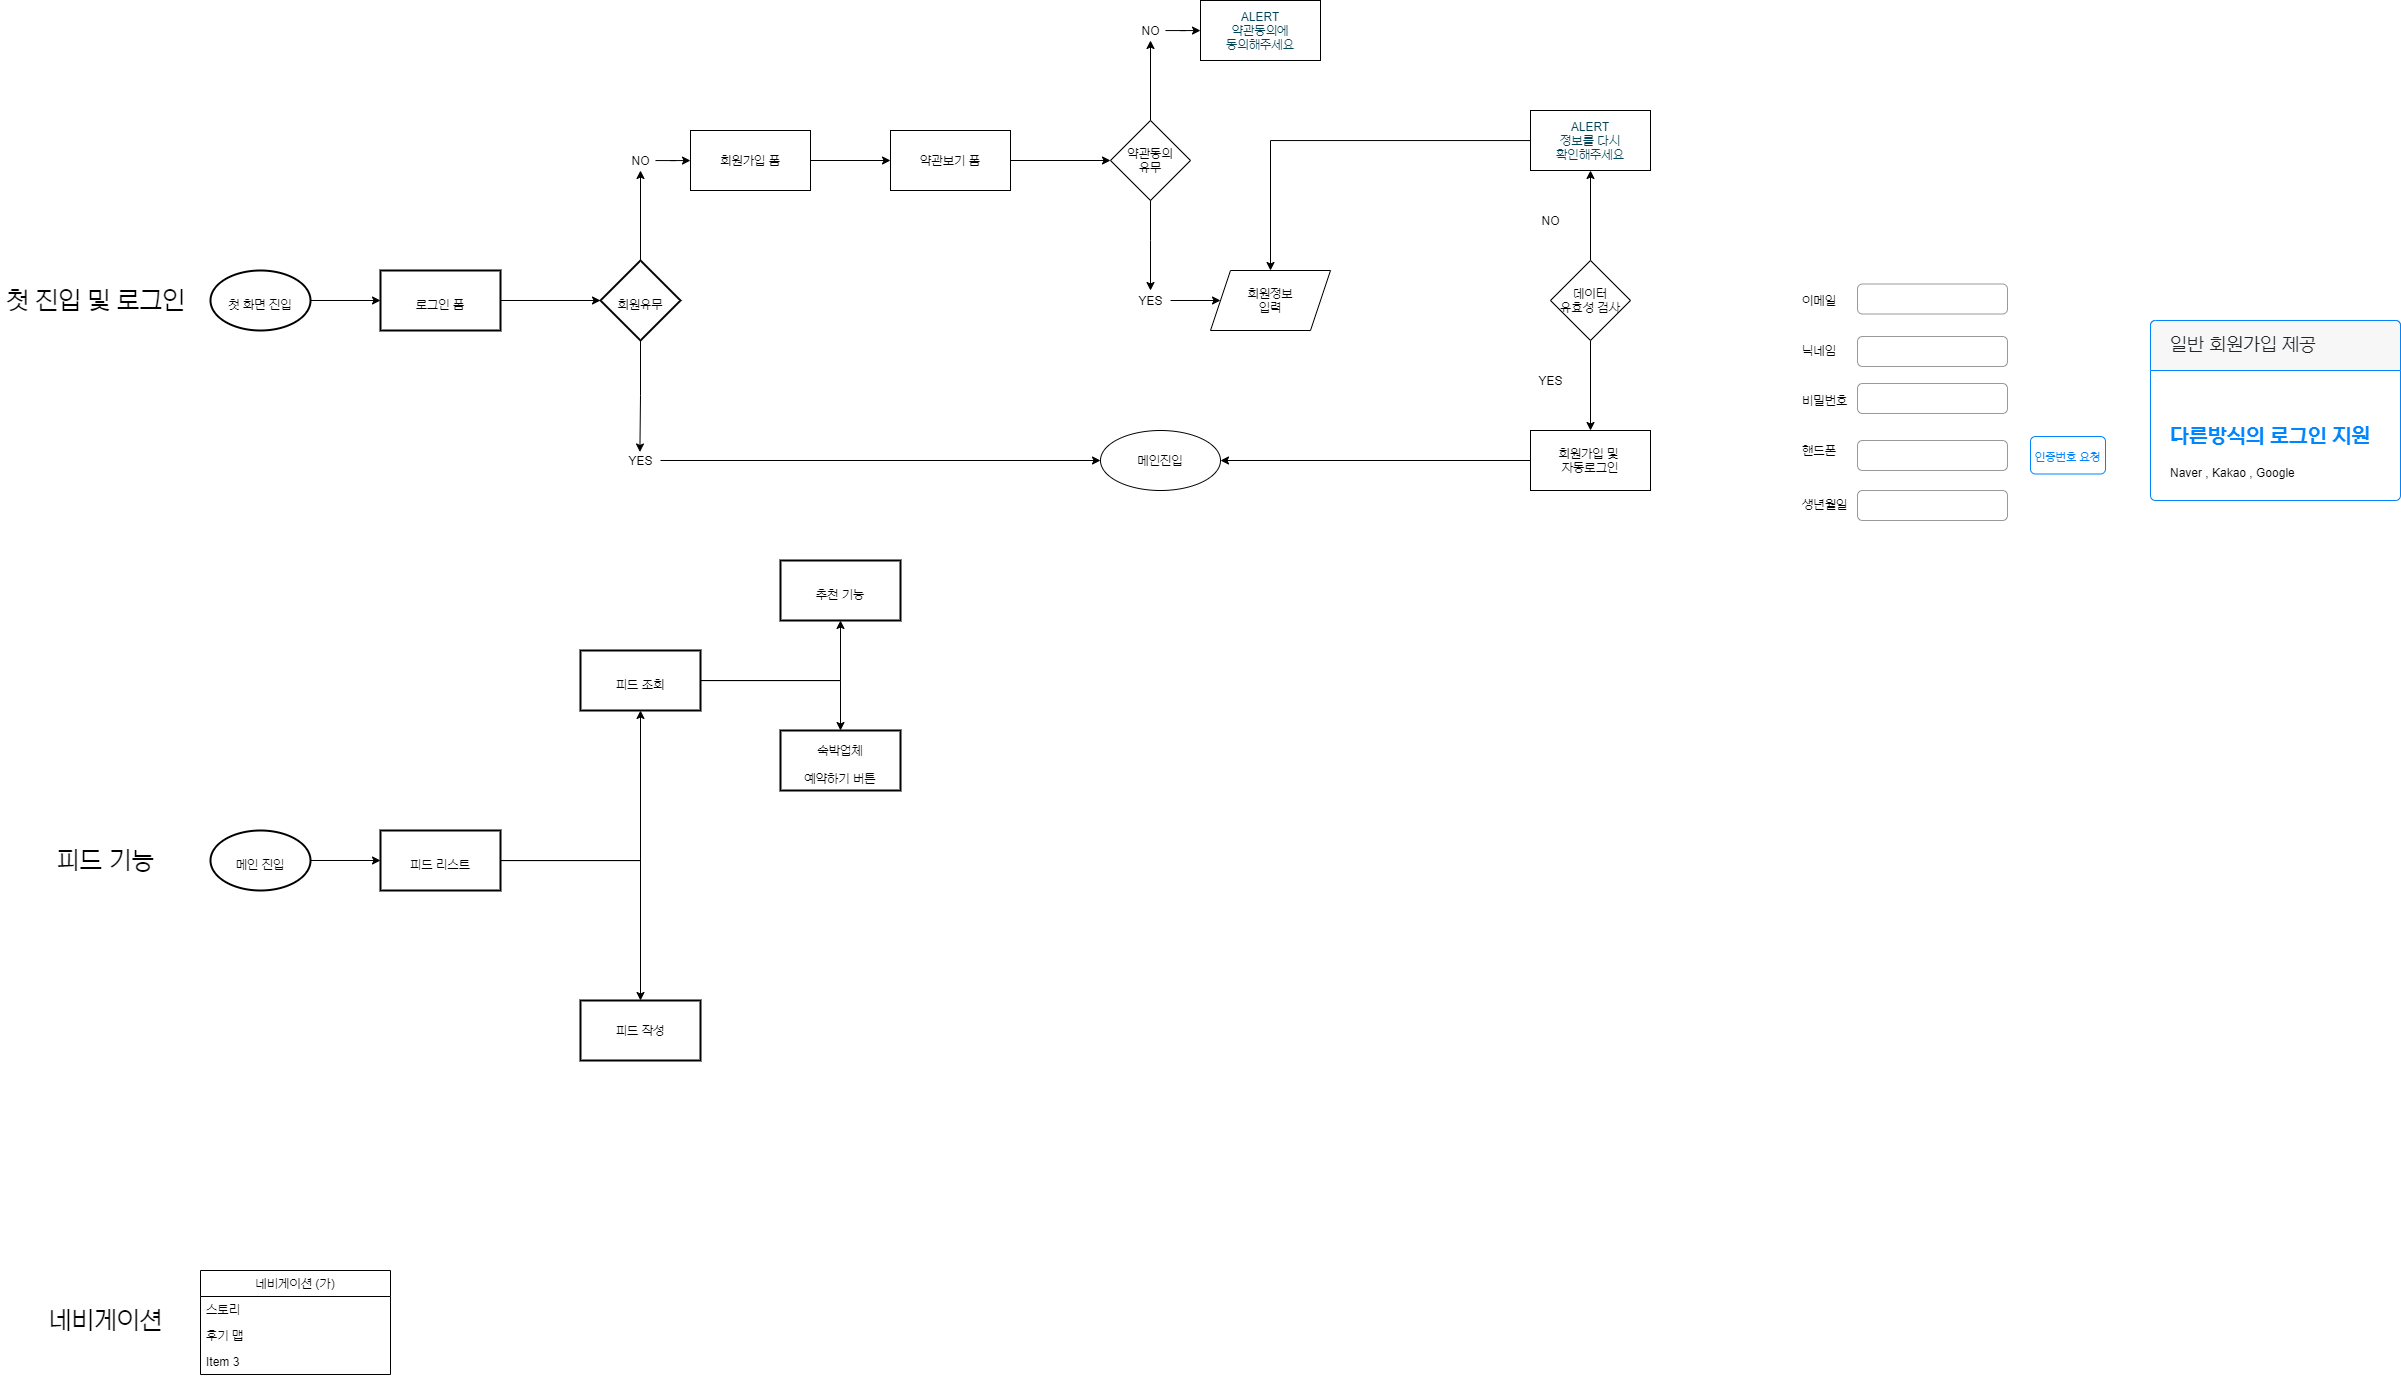 첫 진입 및 로그인
첫 화면 진입
로그인 폼
회원유무
NO
회원가입 폼
약관보기 폼
약관동의
유무
NO
ALERT
약관동의에
동의해주세요
YES
회원정보
입력
ALERT
정보를 다시
확인해주세요
NO
데이터
유효성 검사
YES
회원가입 및
자동로그인
YES
메인진입
이메일
닉네임
비밀번호
핸드폰
인증번호 요청
생년월일
일반 회원가입 제공
다른방식의 로그인 지원
Naver , Kakao , Google
피드 기능
메인 진입
피드 리스트
피드 조회
추천 기능
숙박업체
예약하기 버튼
피드 작성
네비게이션
네비게이션 (가)
스토리
후기 맵
Item 3